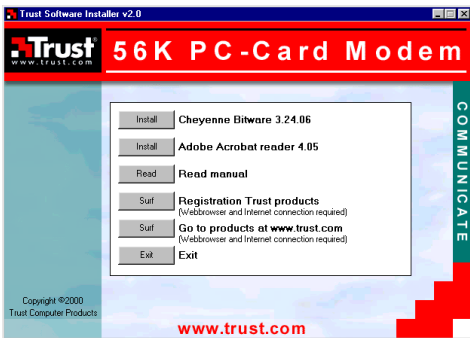 Trust Software Installer v2.0
Trust
www.trust.com
56K PC-Card Modem
Install Cheyenne Bitware 3.24.06
Install Adobe Acrobat reader 4.05
Read Read manual
Surf Registration Trust products
(Webbrowser and Internet connection required)
Surf Go to products at www.trust.com
(Webbrowser and Internet connection required)
Exit Exit
COMMUNICATE
Copyright ©2000
Trust Computer Products
www.trust.com